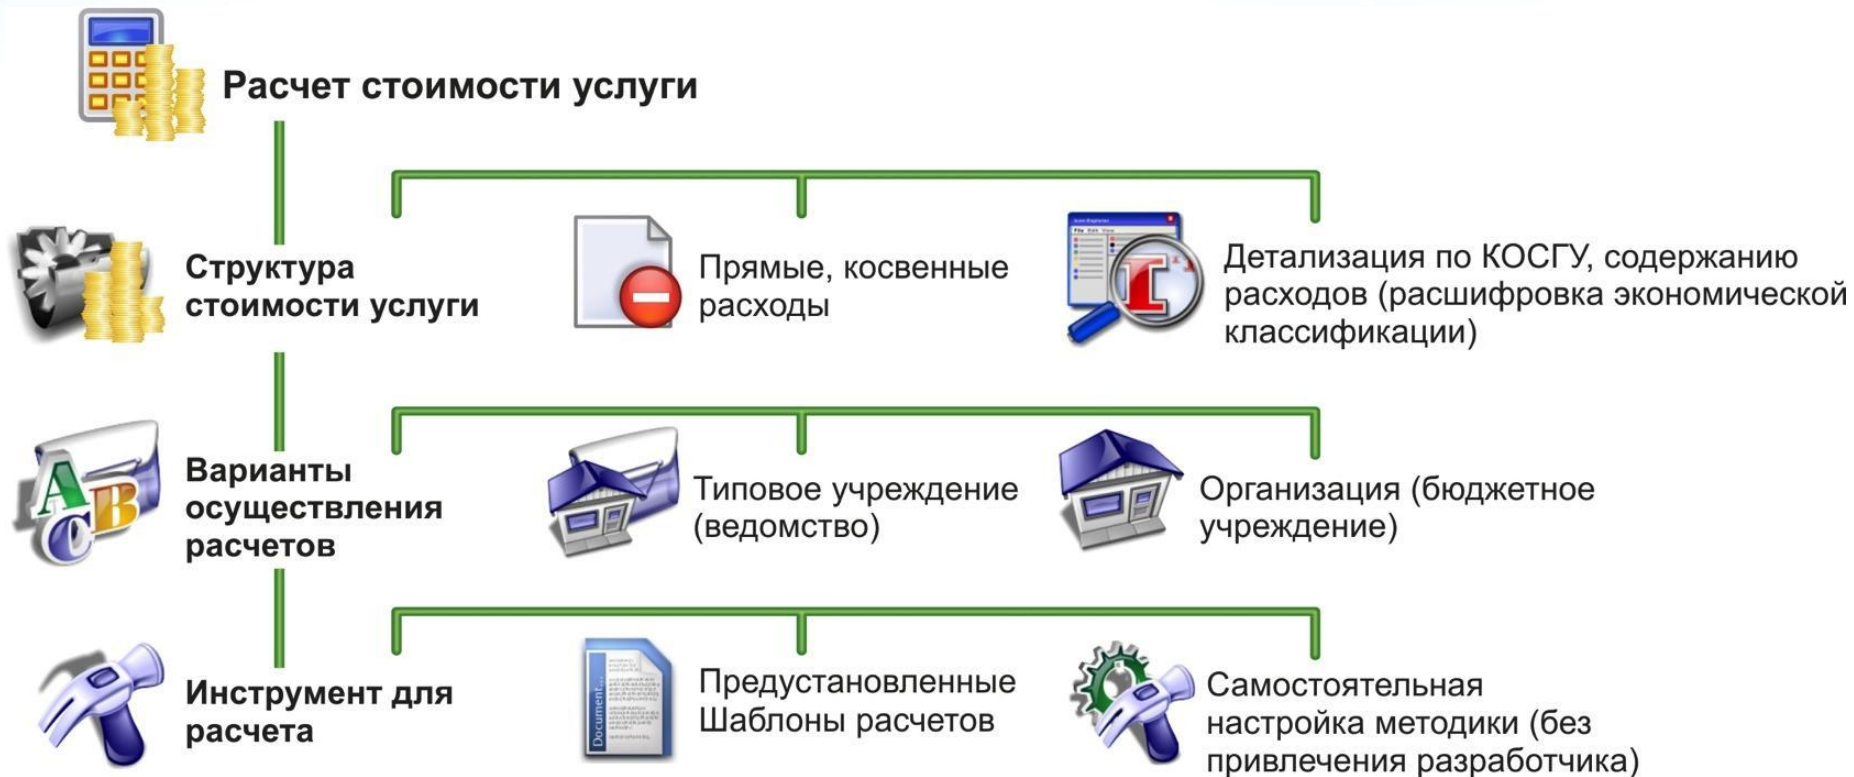 Расчет стоимости услуги
Структура
стоимости услуги
Прямые, косвенные
расходы
Детализация по КОСГУ, содержанию
расходов (расшифровка экономической
классификации)
Варианты
осуществления
расчетов
Типовое учреждение
(ведомство)
Организация (бюджетное
учреждение)
Инструмент для
расчета
Document...
Предустановленные
Шаблоны расчетов
Самостоятельная
настройка методики (без
привлечения разработчика)